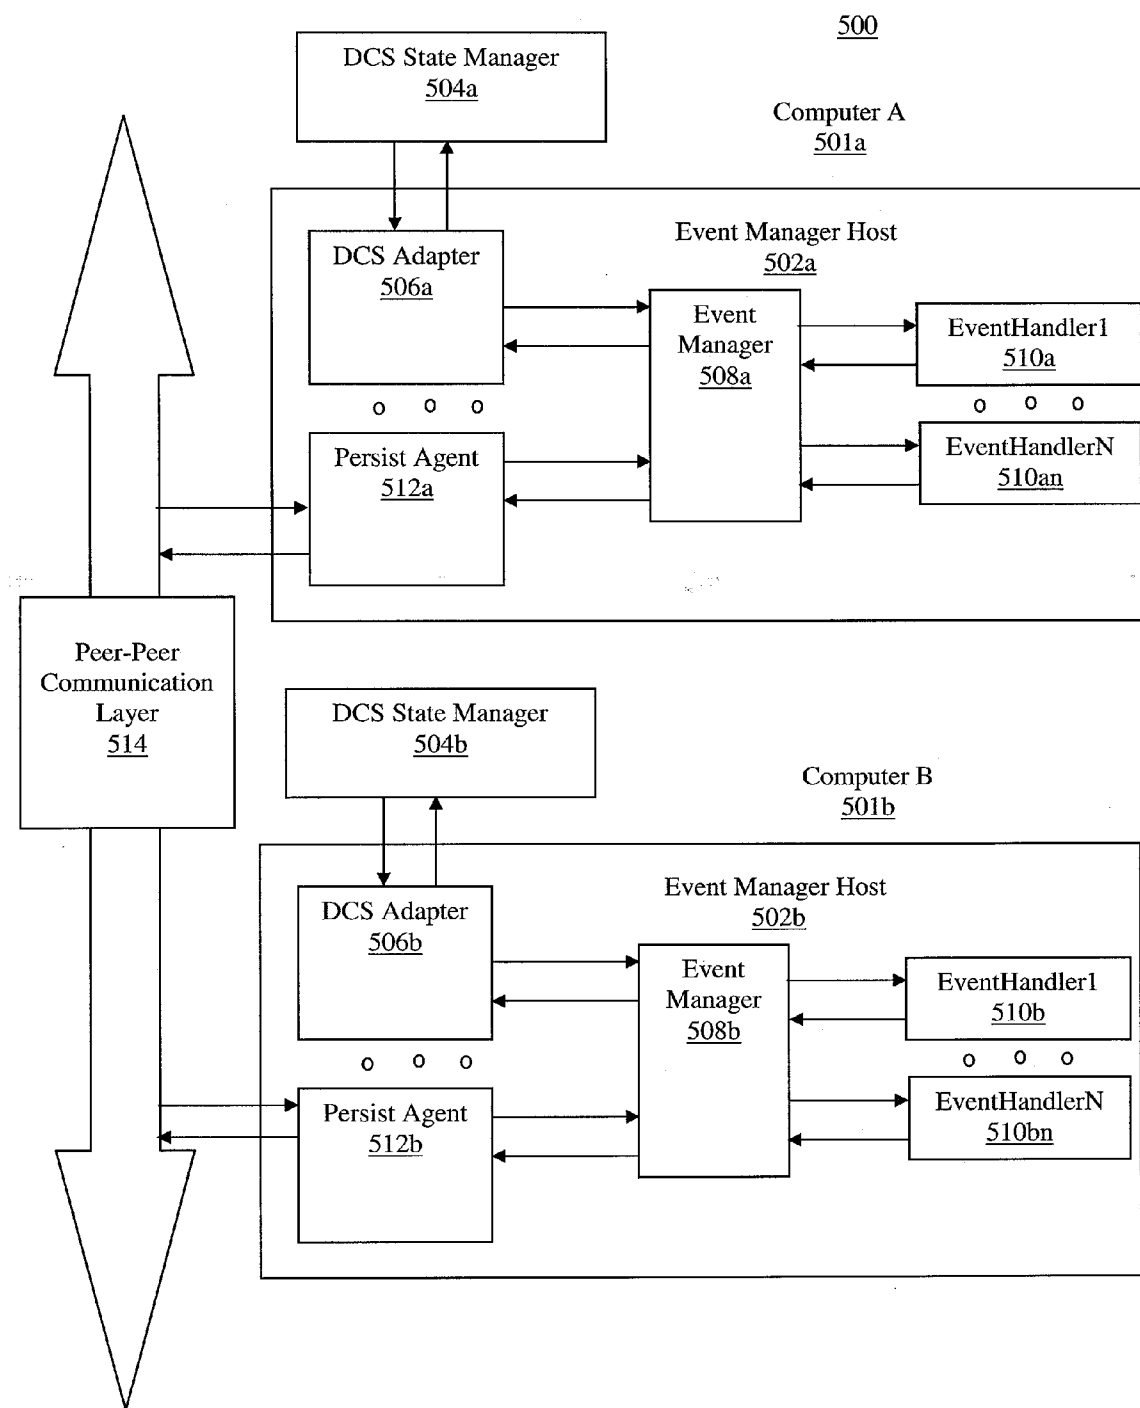 500
DCS State Manager
504a
Computer A
501a
Event Manager Host
502a
DCS Adapter
506a
Event
Manager
508a
EventHandler1
510a
o o o
o o o
Persist Agent
512a
EventHandlerN
510an
Peer-Peer
Communication
Layer
514
DCS State Manager
504b
Computer B
501b
Event Manager Host
502b
DCS Adapter
506b
Event
Manager
508b
EventHandler1
510b
o o o
o o o
Persist Agent
512b
EventHandlerN
510bn